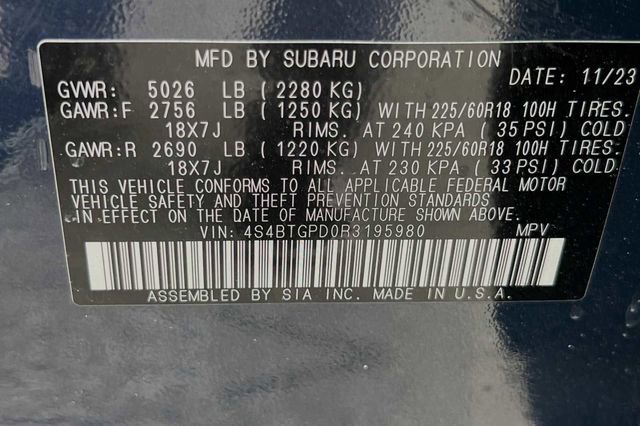 MFD BY SUBARU CORPORATION
DATE: 11/23
GVWR: 5026 LB (2280 KG)
GAWR:F 2756 LB (1250 KG) WITH 225/60R18 100H TIRES.
18X7J RIMS. AT 240 KPA (35 PSI) COLD
GAWR:R 2690 LB (1220 KG) WITH 225/60R18 100H TIRES.
18X7J RIMS. AT 230 KPA (33 PSI) COLD.
THIS VEHICLE CONFORMS TO ALL APPLICABLE FEDERAL MOTOR
VEHICLE SAFETY AND THEFT PREVENTION STANDARDS
IN EFFECT ON THE DATE OF MANUFACTURE SHOWN ABOVE.
VIN: 4S4BTGPD0R3195980 MPV
ASSEMBLED BY SIA INC. MADE IN U.S.A.